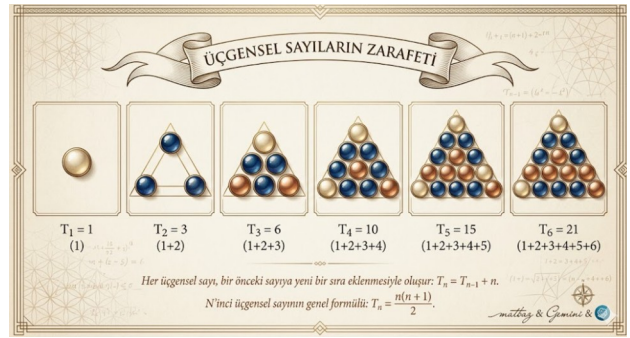 ÜÇGENSEL SAYILARIN ZARAFETİ
T₁ = 1
(1)
T₂ = 3
(1+2)
T₃ = 6
(1+2+3)
T₄ = 10
(1+2+3+4)
T₅ = 15
(1+2+3+4+5)
T₆ = 21
(1+2+3+4+5+6)
Her üçgensel sayı, bir önceki sayıya yeni bir sıra eklenmesiyle oluşur: Tₙ = Tₙ₋₁ + n.
N'inci üçgensel sayının genel formülü: Tₙ = n(n + 1)/2.
matbaz & Gemini &